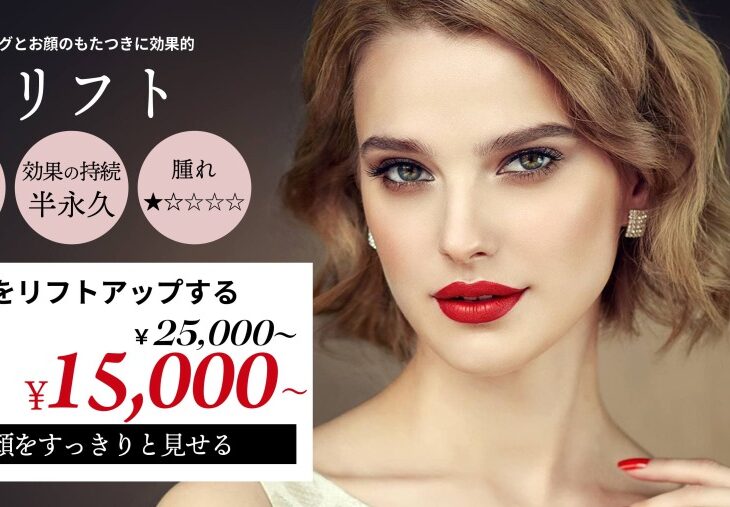 グとお顔のもたつきに効果的
リフト
効果の持続
半永久
腫れ
★☆☆☆☆
をリフトアップする
¥25,000~
¥15,000~
顔をすっきりと見せる